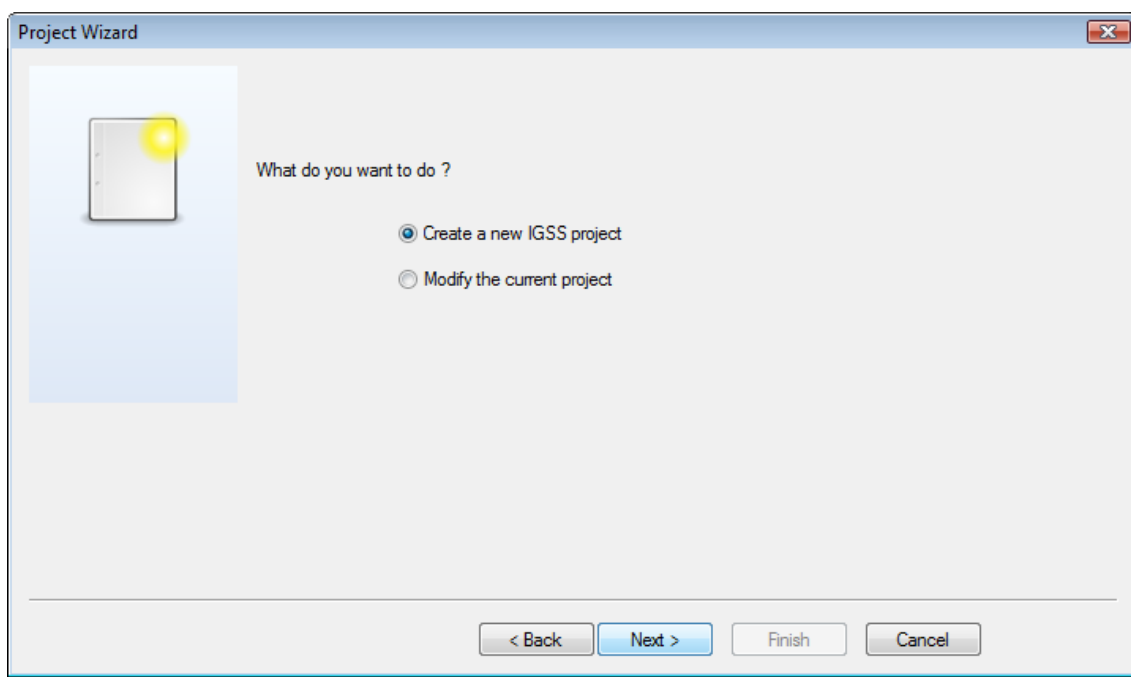 Project Wizard
What do you want to do ?
Create a new IGSS project
Modify the current project
< Back Next > Finish Cancel